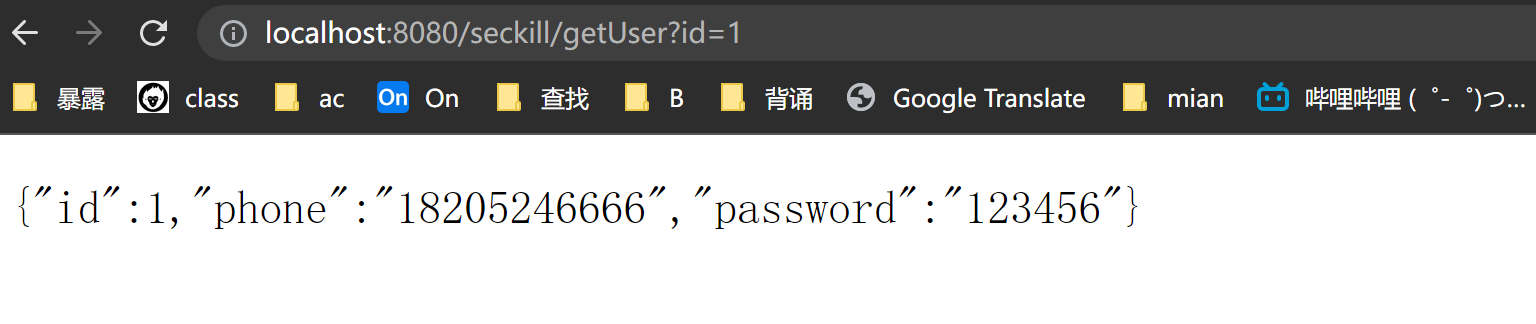 localhost:8080/seckill/getUser?id=1
暴露 class ac On On 查找 B 背诵 Google Translate mian 哔哩哔哩 (゜-゜)つ...
{"id":1,"phone":"18205246666","password":"123456"}